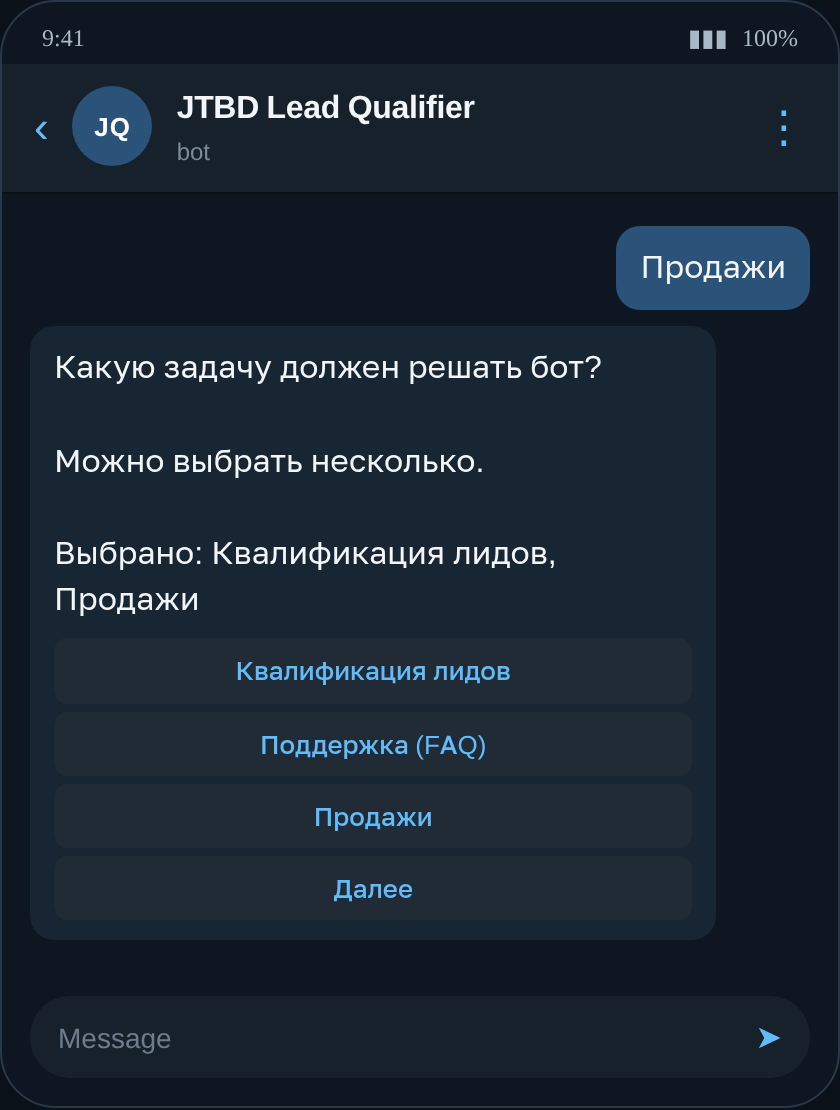 9:41
100%
JQ
JTBD Lead Qualifier
bot
Продажи
Какую задачу должен решать бот?
Можно выбрать несколько.
Выбрано: Квалификация лидов,
Продажи
Квалификация лидов
Поддержка (FAQ)
Продажи
Далее
Message